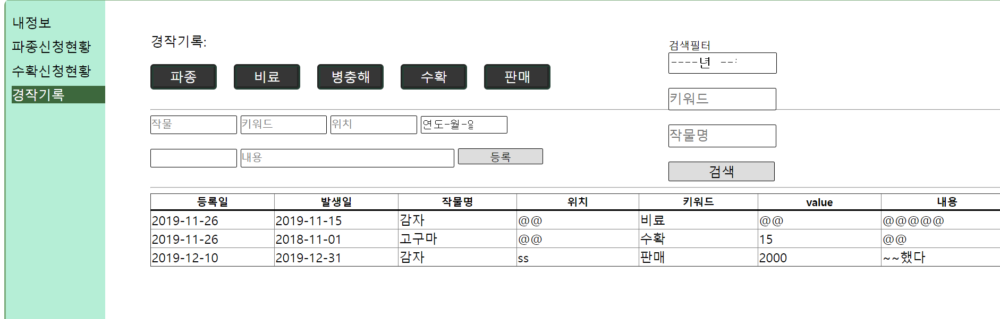 내정보
파종신청현황
수확신청현황
경작기록
경작기록:
파종 비료 병충해 수확 판매
작물 키워드 위치 연도-월-일
내용 등록
검색필터
----년 --
키워드
작물명
검색
등록일 발생일 작물명 위치 키워드 value 내용
2019-11-26 2019-11-15 감자 @@ 비료 @@ @@@@@
2019-11-26 2018-11-01 고구마 @@ 수확 15 @@
2019-12-10 2019-12-31 감자 ss 판매 2000 ~~했다